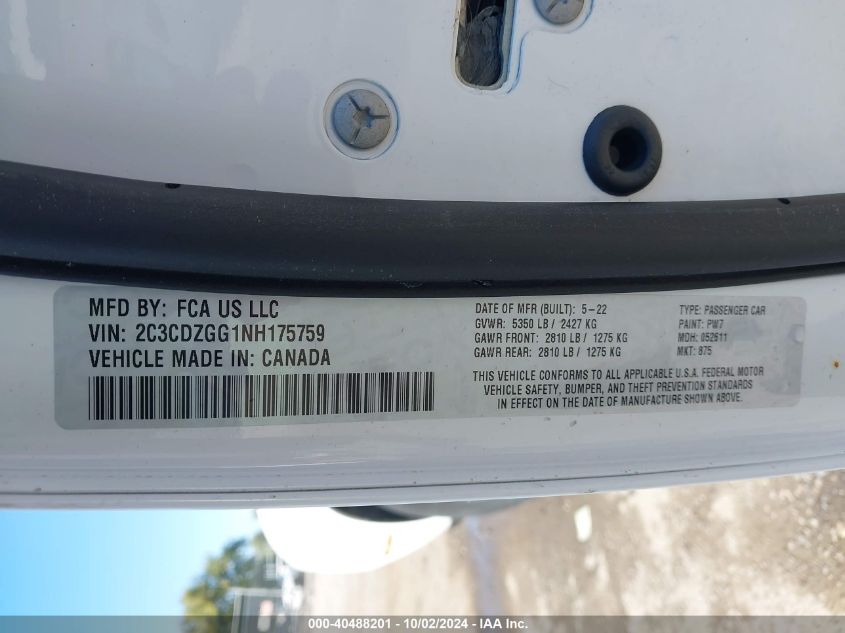 MFD BY: FCA US LLC
VIN: 2C3CDZGG1NH175759
VEHICLE MADE IN: CANADA
DATE OF MFR (BUILT): 5-22
GVWR: 5350 LB / 2427 KG
GAWR FRONT: 2810 LB / 1275 KG
GAWR REAR: 2810 LB / 1275 KG
TYPE: PASSENGER CAR
PAINT: PW7
MDH: 052611
MKT: 875
THIS VEHICLE CONFORMS TO ALL APPLICABLE U.S.A. FEDERAL MOTOR
VEHICLE SAFETY, BUMPER, AND THEFT PREVENTION STANDARDS
IN EFFECT ON THE DATE OF MANUFACTURE SHOWN ABOVE.
000-40488201 - 10/02/2024 - IAA Inc.